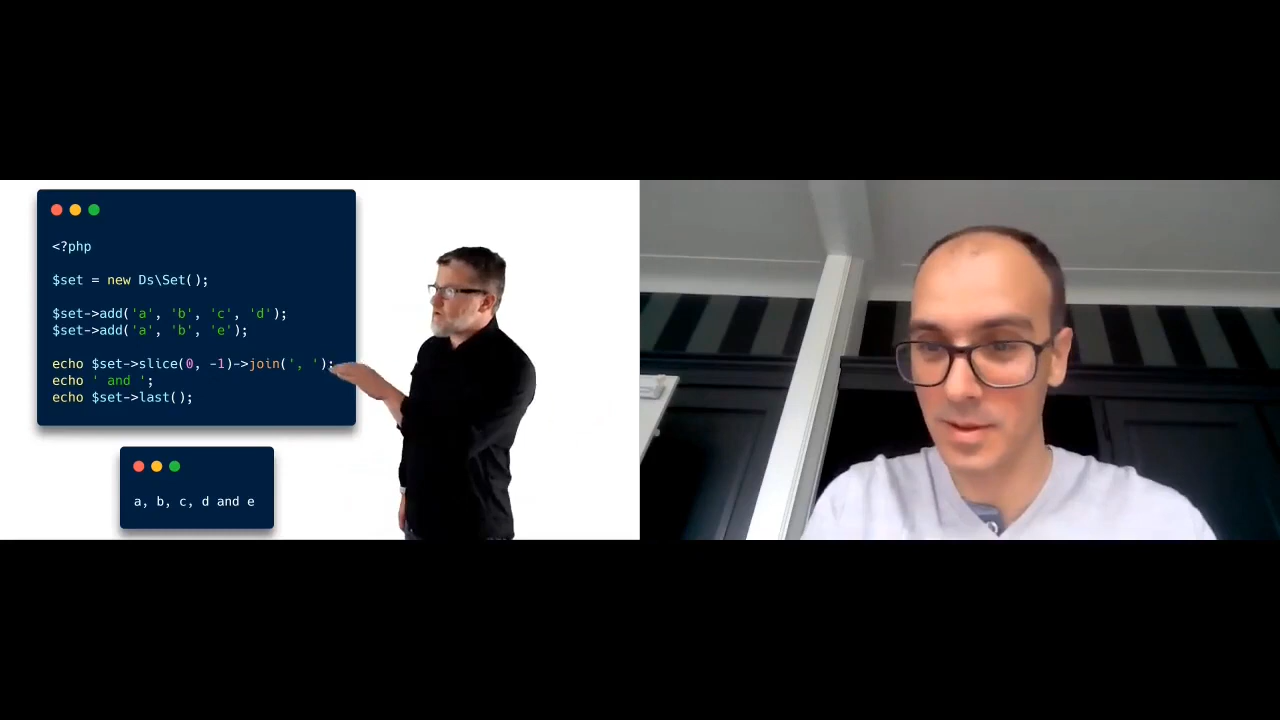 <?php
$set = new Ds\Set();
$set->add('a', 'b', 'c', 'd');
$set->add('a', 'b', 'e');
echo $set->slice(0, -1)->join(', ');
echo ' and ';
echo $set->last();
a, b, c, d and e